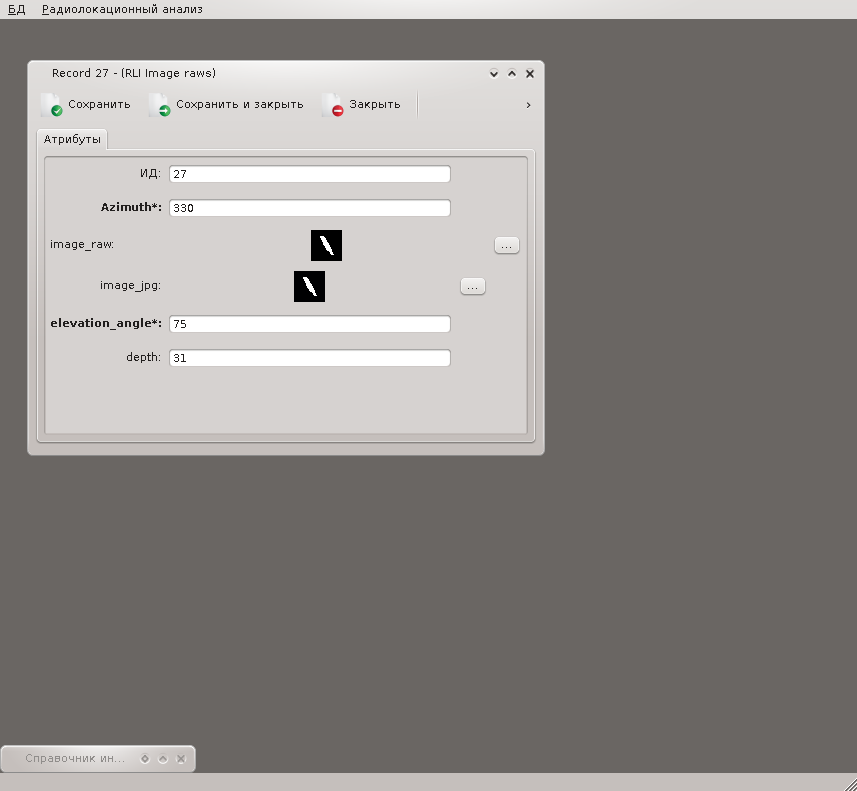 БД Радиолокационный анализ
Record 27 - (RLI Image raws)
Сохранить Сохранить и закрыть Закрыть
Атрибуты
ИД: 27
Azimuth*: 330
image_raw: ...
image_jpg: ...
elevation_angle*: 75
depth: 31
Справочник ин...